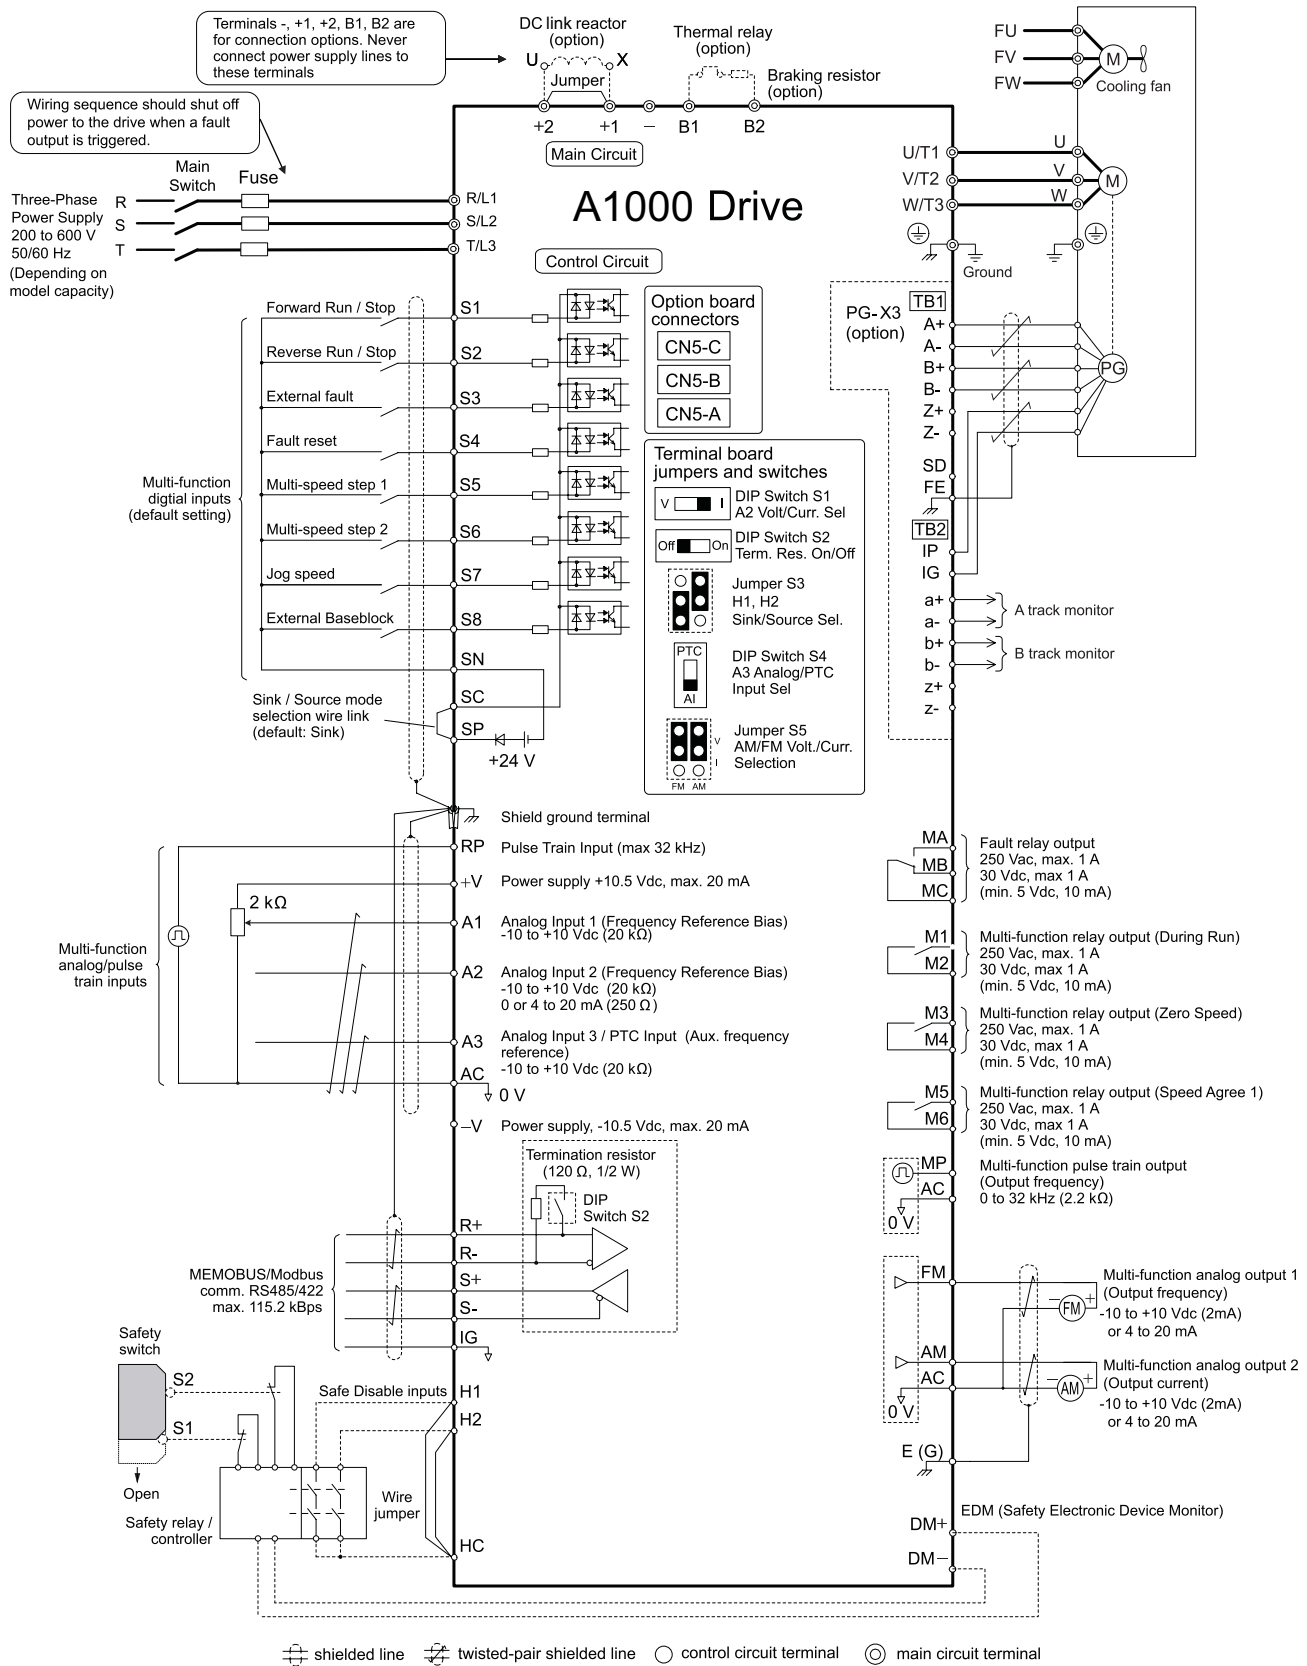 Terminals -, +1, +2, B1, B2 are
for connection options. Never
connect power supply lines to
these terminals
DC link reactor
(option)
U
X
Jumper
Thermal relay
(option)
Braking resistor
(option)
+2
+1
–
B1
B2
FU
FV
FW
M
Cooling fan
Wiring sequence should shut off
power to the drive when a fault
output is triggered.
Main Circuit
Main
Switch
Fuse
Three-Phase
Power Supply
200 to 600 V
50/60 Hz
(Depending on
model capacity)
R
S
T
R/L1
S/L2
T/L3
A1000 Drive
U/T1
V/T2
W/T3
U
V
W
M
Ground
Control Circuit
Multi-function
digtial inputs
(default setting)
Forward Run / Stop
S1
Reverse Run / Stop
S2
External fault
S3
Fault reset
S4
Multi-speed step 1
S5
Multi-speed step 2
S6
Jog speed
S7
External Baseblock
S8
SN
SC
SP
+24 V
Sink / Source mode
selection wire link
(default: Sink)
Option board
connectors
CN5-C
CN5-B
CN5-A
Terminal board
jumpers and switches
V
I
DIP Switch S1
A2 Volt/Curr. Sel
Off
On
DIP Switch S2
Term. Res. On/Off
Jumper S3
H1, H2
Sink/Source Sel.
PTC
AI
DIP Switch S4
A3 Analog/PTC
Input Sel
V
I
FM AM
Jumper S5
AM/FM Volt./Curr.
Selection
PG-X3
(option)
TB1
A+
A-
B+
B-
Z+
Z-
PG
SD
FE
TB2
IP
IG
a+
a-
A track monitor
b+
b-
B track monitor
z+
z-
Shield ground terminal
Multi-function
analog/pulse
train inputs
2 kΩ
RP
Pulse Train Input (max 32 kHz)
+V
Power supply +10.5 Vdc, max. 20 mA
A1
Analog Input 1 (Frequency Reference Bias)
-10 to +10 Vdc (20 kΩ)
A2
Analog Input 2 (Frequency Reference Bias)
-10 to +10 Vdc (20 kΩ)
0 or 4 to 20 mA (250 Ω)
A3
Analog Input 3 / PTC Input (Aux. frequency
reference)
-10 to +10 Vdc (20 kΩ)
AC
0 V
–V
Power supply, -10.5 Vdc, max. 20 mA
MA
MB
MC
Fault relay output
250 Vac, max. 1 A
30 Vdc, max 1 A
(min. 5 Vdc, 10 mA)
M1
M2
Multi-function relay output (During Run)
250 Vac, max. 1 A
30 Vdc, max 1 A
(min. 5 Vdc, 10 mA)
M3
M4
Multi-function relay output (Zero Speed)
250 Vac, max. 1 A
30 Vdc, max 1 A
(min. 5 Vdc, 10 mA)
M5
M6
Multi-function relay output (Speed Agree 1)
250 Vac, max. 1 A
30 Vdc, max 1 A
(min. 5 Vdc, 10 mA)
MP
AC
0 V
Multi-function pulse train output
(Output frequency)
0 to 32 kHz (2.2 kΩ)
Termination resistor
(120 Ω, 1/2 W)
DIP
Switch S2
MEMOBUS/Modbus
comm. RS485/422
max. 115.2 kBps
R+
R-
S+
S-
IG
FM
– FM +
Multi-function analog output 1
(Output frequency)
-10 to +10 Vdc (2mA)
or 4 to 20 mA
AM
AC
0 V
– AM +
Multi-function analog output 2
(Output current)
-10 to +10 Vdc (2mA)
or 4 to 20 mA
E (G)
Safety
switch
S2
S1
Open
Safety relay /
controller
Safe Disable inputs
H1
H2
Wire
jumper
HC
EDM (Safety Electronic Device Monitor)
DM+
DM–
shielded line
twisted-pair shielded line
control circuit terminal
main circuit terminal